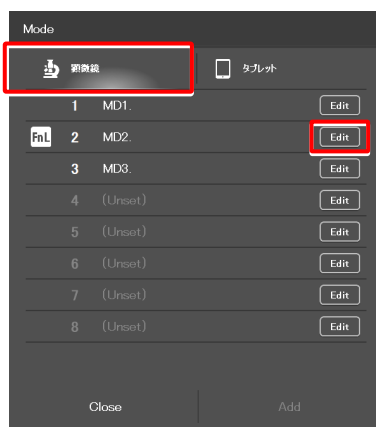 Mode
顕微鏡 タブレット
1 MD1. Edit
FnL 2 MD2. Edit
3 MD3. Edit
4 (Unset) Edit
5 (Unset) Edit
6 (Unset) Edit
7 (Unset) Edit
8 (Unset) Edit
Close Add